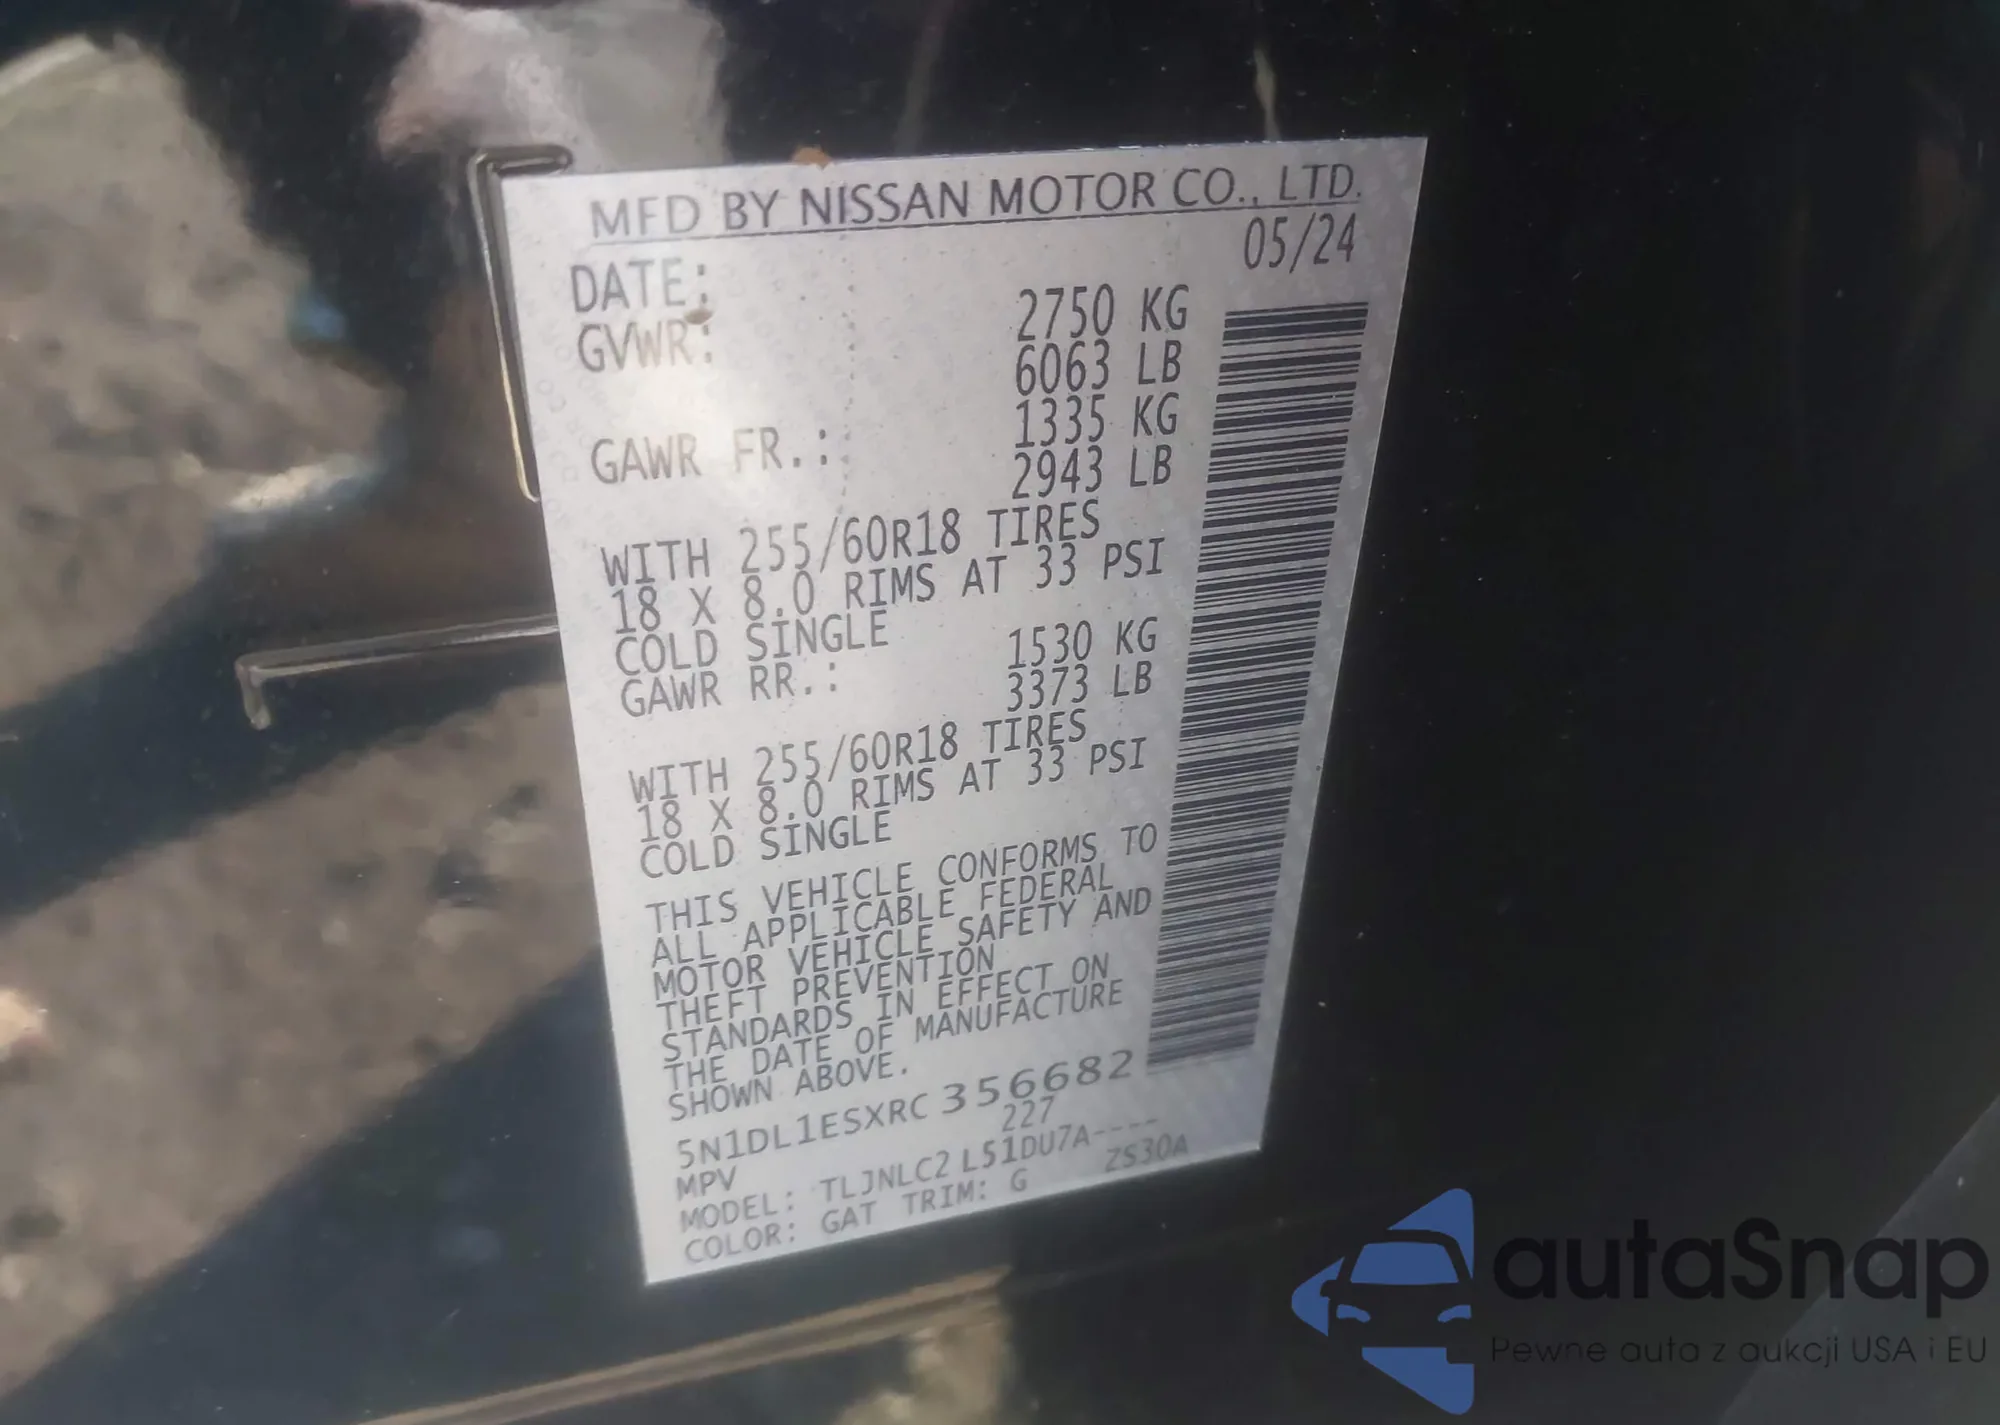 MFD BY NISSAN MOTOR CO., LTD.
DATE: 05/24
GVWR: 2750 KG
6063 LB
GAWR FR.: 1335 KG
2943 LB
WITH 255/60R18 TIRES
18 X 8.0 RIMS AT 33 PSI
COLD SINGLE
GAWR RR.: 1530 KG
3373 LB
WITH 255/60R18 TIRES
18 X 8.0 RIMS AT 33 PSI
COLD SINGLE
THIS VEHICLE CONFORMS TO
ALL APPLICABLE FEDERAL
MOTOR VEHICLE SAFETY AND
THEFT PREVENTION
STANDARDS IN EFFECT ON
THE DATE OF MANUFACTURE
SHOWN ABOVE.
5N1DL1ESXRC356682
MPV 227
MODEL: TLJNLC2 L51DU7A----
COLOR: GAT TRIM: G ZS30A
autaSnap
Pewne auta z aukcji USA i EU